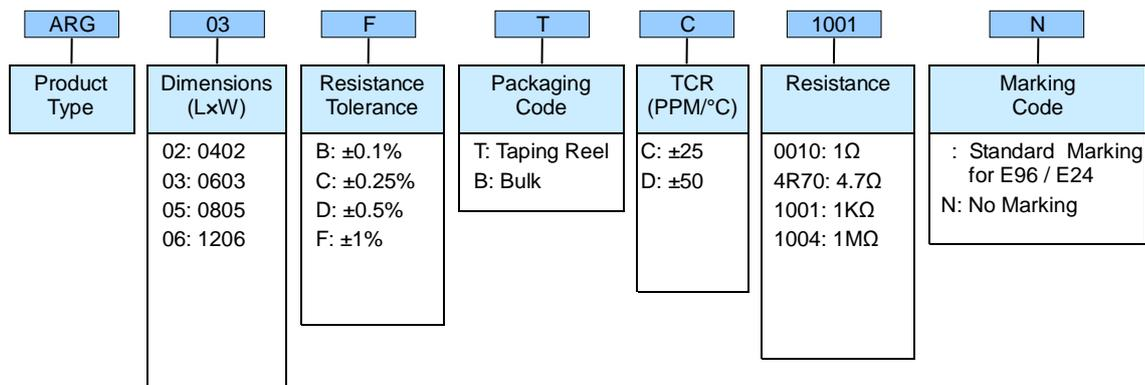 ARG
03
F
T
C
1001
N
Product
Type
Dimensions
(L×W)
Resistance
Tolerance
Packaging
Code
TCR
(PPM/°C)
Resistance
Marking
Code
02: 0402
03: 0603
05: 0805
06: 1206
B: ±0.1%
C: ±0.25%
D: ±0.5%
F: ±1%
T: Taping Reel
B: Bulk
C: ±25
D: ±50
0010: 1Ω
4R70: 4.7Ω
1001: 1KΩ
1004: 1MΩ
: Standard Marking
for E96 / E24
N: No Marking